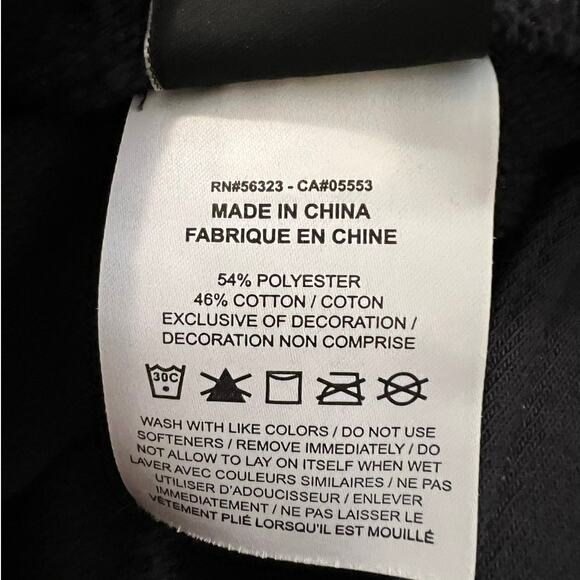 RN#56323 - CA#05553
MADE IN CHINA
FABRIQUE EN CHINE
54% POLYESTER
46% COTTON / COTON
EXCLUSIVE OF DECORATION /
DECORATION NON COMPRISE
30C
WASH WITH LIKE COLORS / DO NOT USE
SOFTENERS / REMOVE IMMEDIATELY / DO
NOT ALLOW TO LAY ON ITSELF WHEN WET
LAVER AVEC COULEURS SIMILAIRES / NE PAS
UTILISER D'ADOUCISSEUR / ENLEVER
IMMEDIATEMENT / NE PAS LAISSER LE
VÊTEMENT PLIÉ LORSQU'IL EST MOUILLÉ